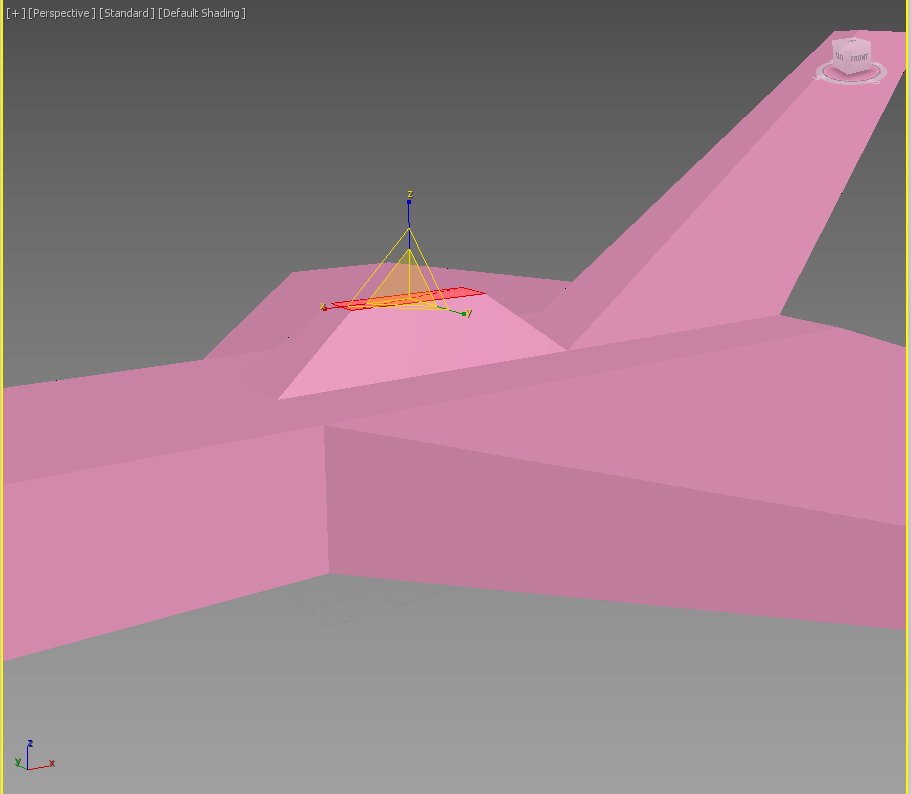 [+] [Perspective ] [Standard ] [Default Shading ]
FRONT
z
x
y
z
y
x